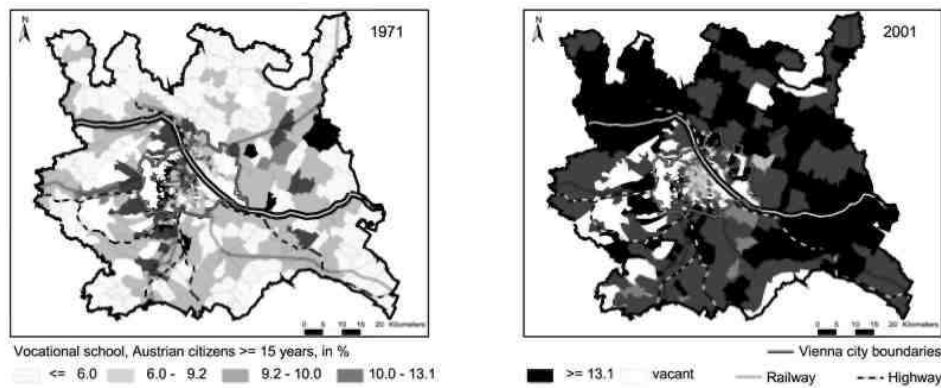 N
1971
0 5 10 15 20 Kilometers
N
2001
0 5 10 15 20 Kilometers
Vocational school, Austrian citizens >= 15 years, in %
<= 6.0
6.0 - 9.2
9.2 - 10.0
10.0 - 13.1
>= 13.1
vacant
Vienna city boundaries
Railway
Highway